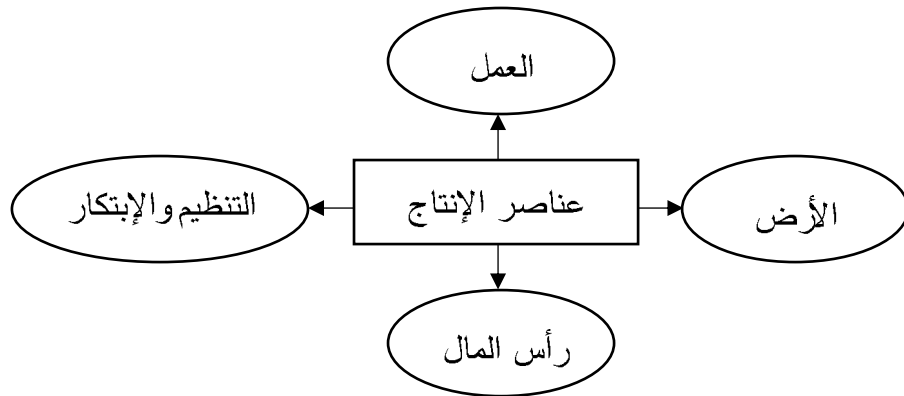 العمل
عناصر الإنتاج
الأرض
التنظيم والإبتكار
رأس المال